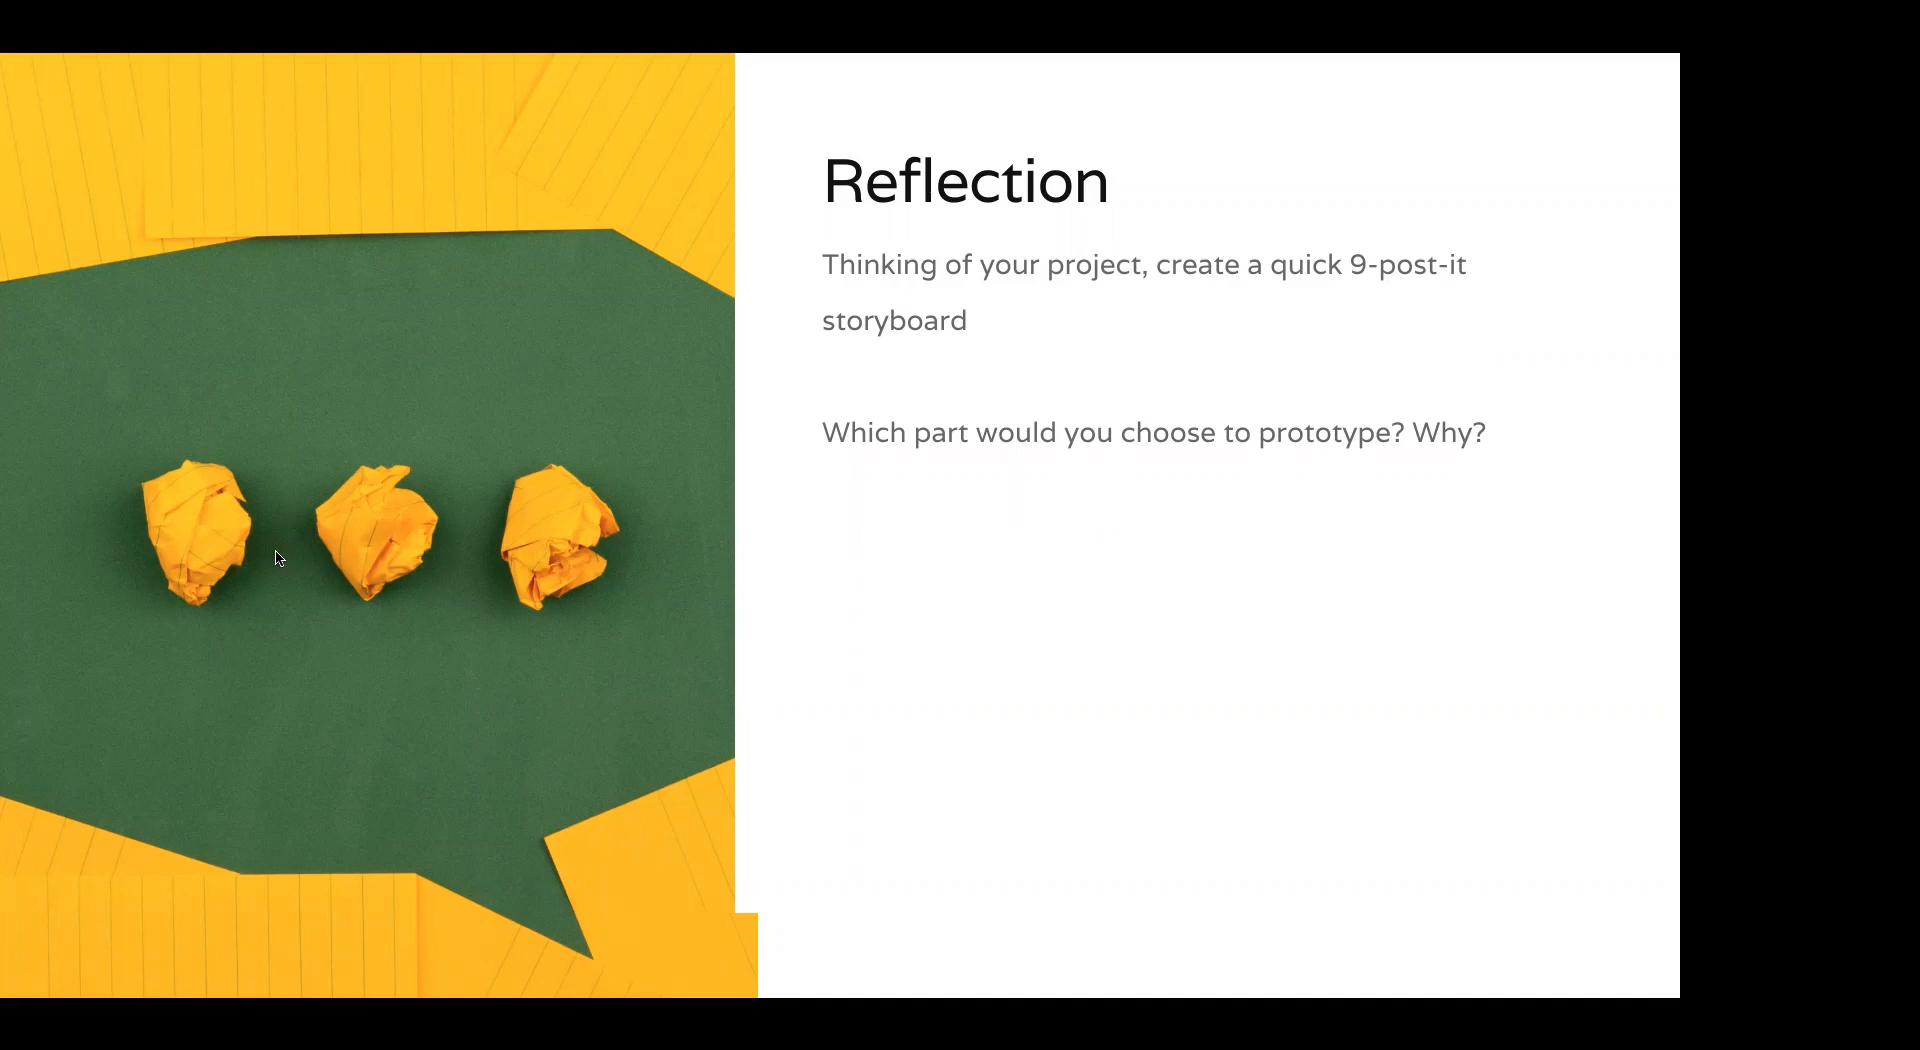 Reflection
Thinking of your project, create a quick 9-post-it
storyboard
Which part would you choose to prototype? Why?